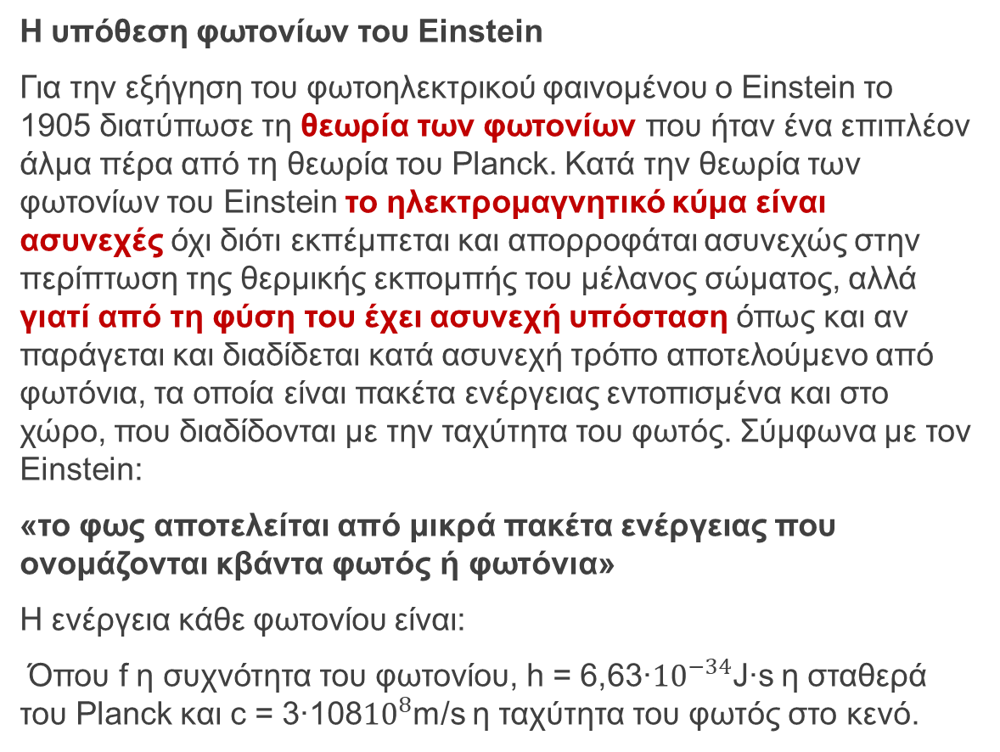 Η υπόθεση φωτονίων του Einstein
Για την εξήγηση του φωτοηλεκτρικού φαινομένου ο Einstein το
1905 διατύπωσε τη θεωρία των φωτονίων που ήταν ένα επιπλέον
άλμα πέρα από τη θεωρία του Planck. Κατά την θεωρία των
φωτονίων του Einstein το ηλεκτρομαγνητικό κύμα είναι
ασυνεχές όχι διότι εκπέμπεται και απορροφάται ασυνεχώς στην
περίπτωση της θερμικής εκπομπής του μέλανος σώματος, αλλά
γιατί από τη φύση του έχει ασυνεχή υπόσταση όπως και αν
παράγεται και διαδίδεται κατά ασυνεχή τρόπο αποτελούμενο από
φωτόνια, τα οποία είναι πακέτα ενέργειας εντοπισμένα και στο
χώρο, που διαδίδονται με την ταχύτητα του φωτός. Σύμφωνα με τον
Einstein:
«το φως αποτελείται από μικρά πακέτα ενέργειας που
ονομάζονται κβάντα φωτός ή φωτόνια»
Η ενέργεια κάθε φωτονίου είναι:
Όπου f η συχνότητα του φωτονίου, h = 6,63·10⁻³⁴J·s η σταθερά
του Planck και c = 3·10810⁸m/s η ταχύτητα του φωτός στο κενό.